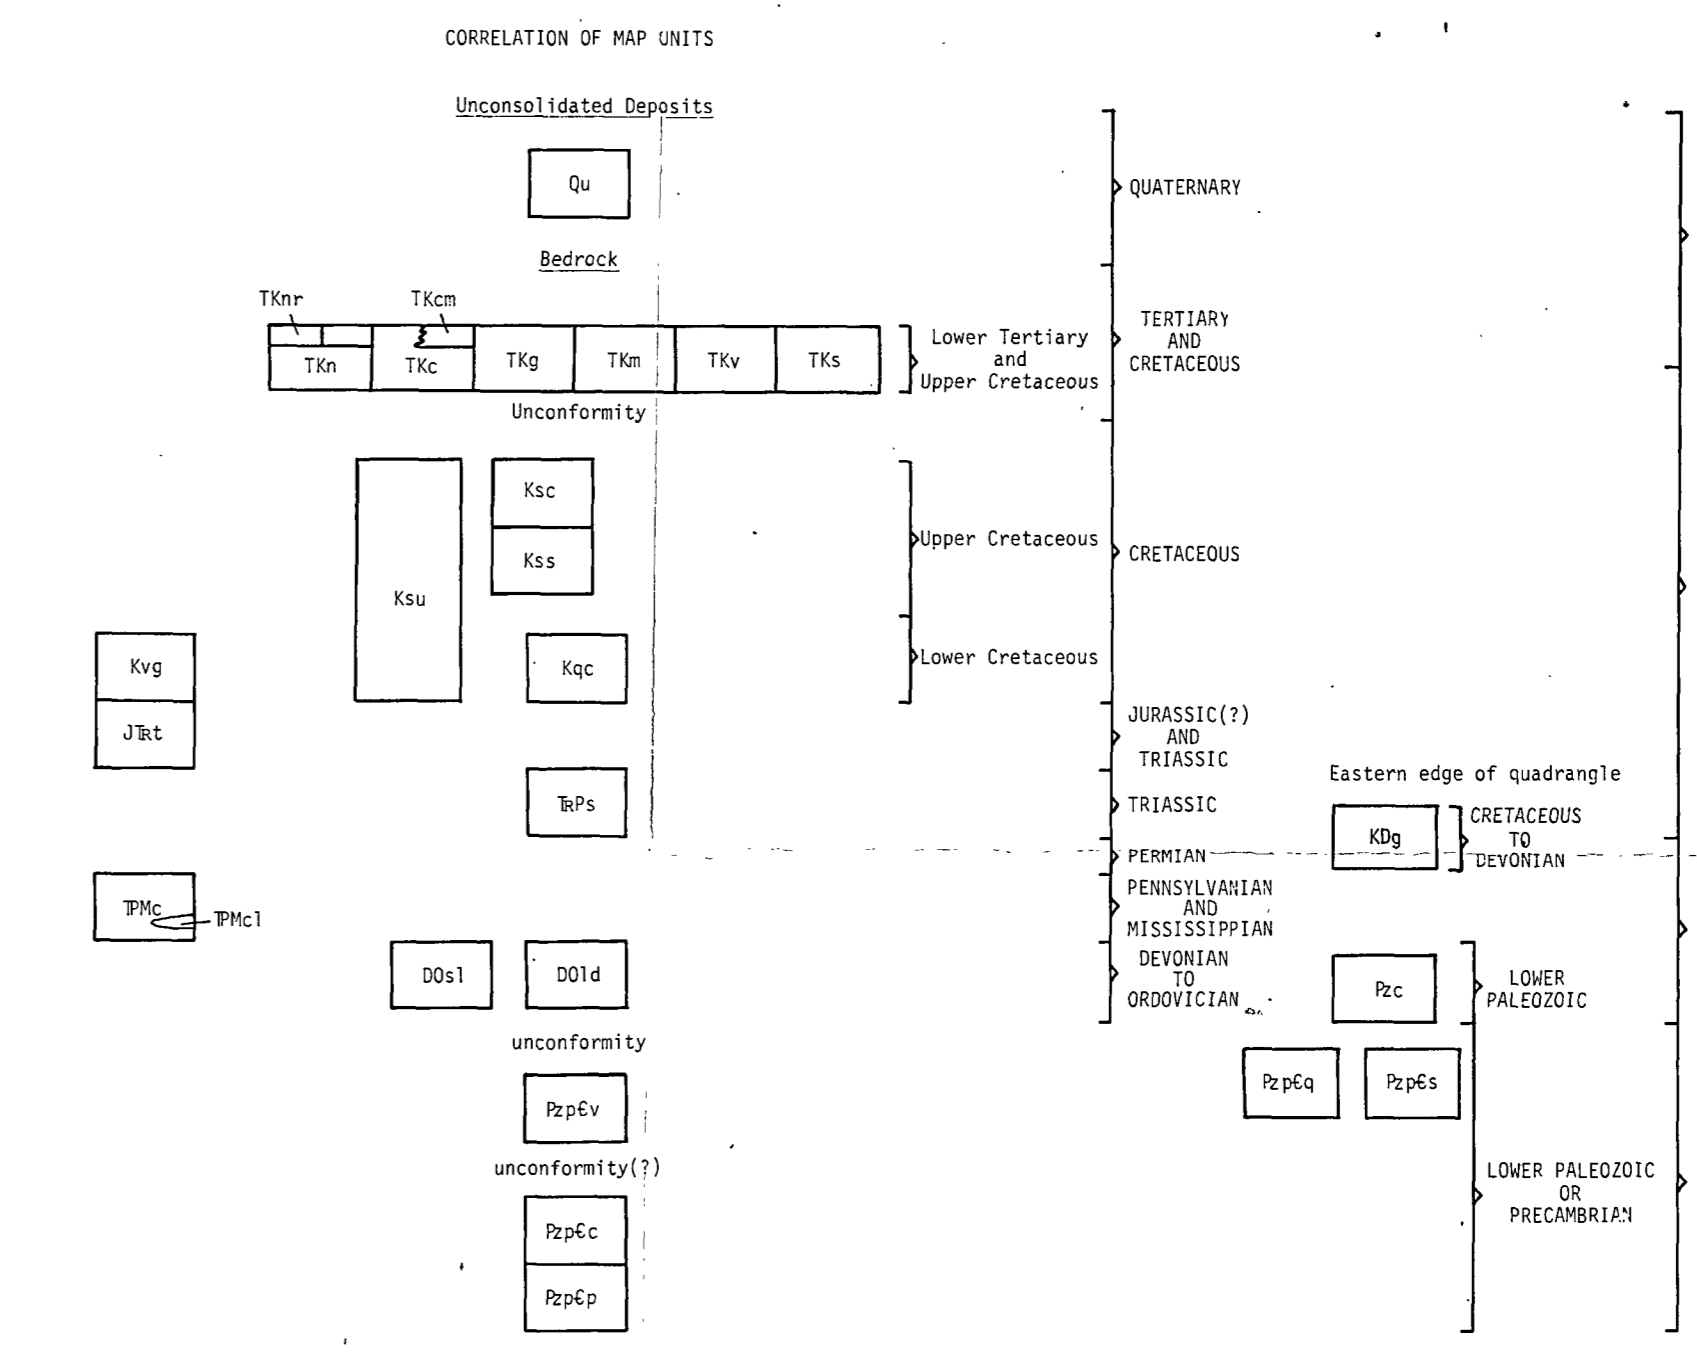 CORRELATION OF MAP UNITS
Unconsolidated Deposits
Qu
QUATERNARY
Bedrock
TKnr
TKcm
TKn
TKc
TKg
TKm
TKv
TKs
Lower Tertiary
and
Upper Cretaceous
TERTIARY
AND
CRETACEOUS
Unconformity
Ksc
Kss
Ksu
Upper Cretaceous
CRETACEOUS
Kvg
Kqc
Lower Cretaceous
JTRt
JURASSIC(?)
AND
TRIASSIC
TRPs
TRIASSIC
Eastern edge of quadrangle
KDg
CRETACEOUS
TO
DEVONIAN
PERMIAN
PENNSYLVANIAN
AND
MISSISSIPPIAN
TPMc
TPMcl
DOsl
DOld
DEVONIAN
TO
ORDOVICIAN
Pzc
LOWER
PALEOZOIC
unconformity
Pzp€q
Pzp€s
Pzp€v
unconformity(?)
Pzp€c
Pzp€p
LOWER PALEOZOIC
OR
PRECAMBRIAN